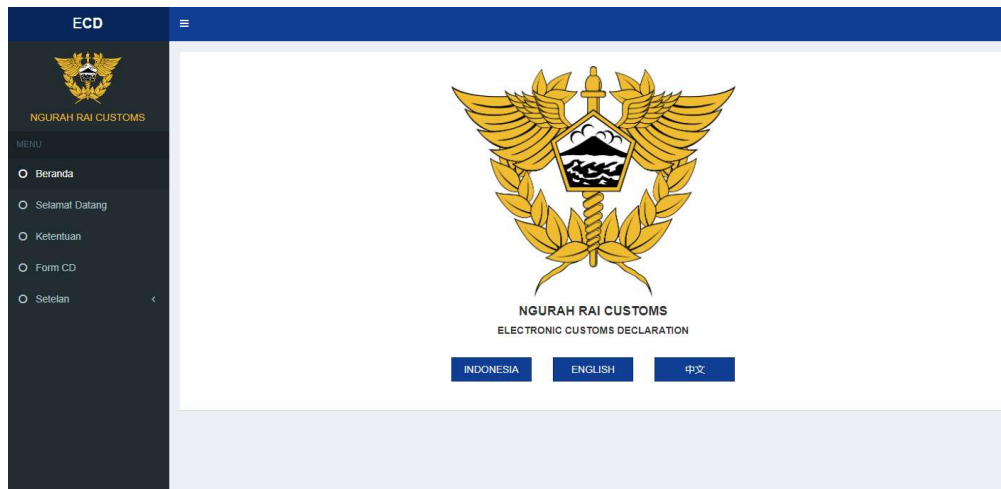 ECD
NGURAH RAI CUSTOMS
MENU
Beranda
Selamat Datang
Ketentuan
Form CD
Setelan
NGURAH RAI CUSTOMS
ELECTRONIC CUSTOMS DECLARATION
INDONESIA ENGLISH 中文